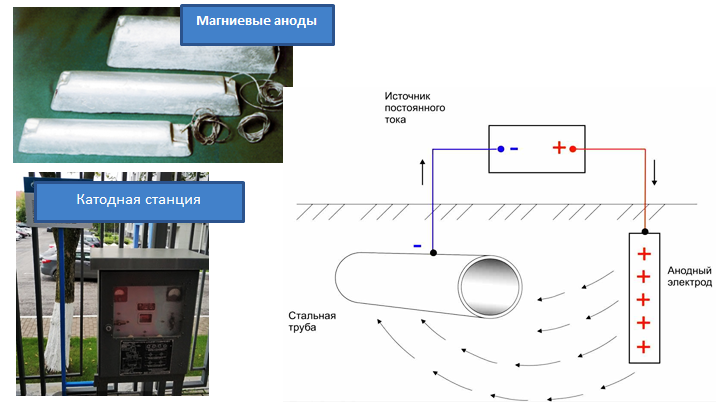 Магниевые аноды
Источник
постоянного
тока
- +
Катодная станция
-
+
+
+
+
+
Анодный
электрод
Стальная
труба